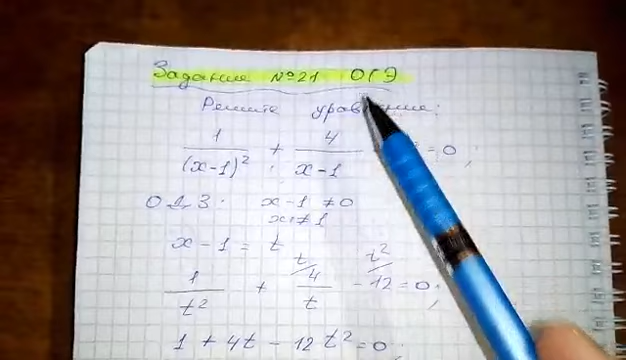 Задание №21 ОГЭ
Решите уравнение:
1/(x-1)² + 4/(x-1) = 0;
О.Д.З: x-1 ≠ 0
x ≠ 1
x - 1 = t
1/t² + 4/t - 12 = 0;
t t²
1 + 4t - 12t² = 0;